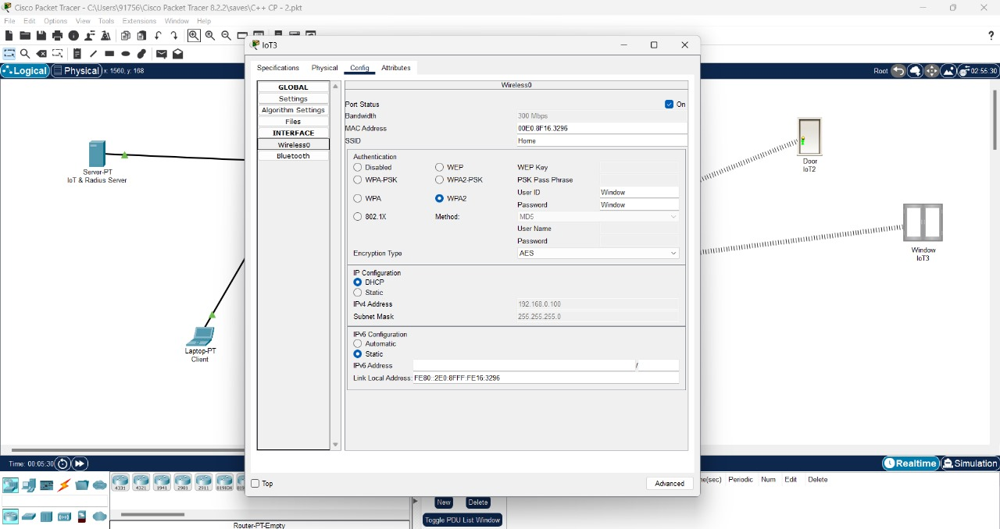 Cisco Packet Tracer - C:\Users\91756\Cisco Packet Tracer 8.2.2\saves\C++ CP - 2.pkt
File Edit Options View Tools Extensions Window Help
?
IoT3
Logical Physical x: 1560, y: 168
Root 02:55:30
Specifications Physical Config Attributes
GLOBAL
Settings
Algorithm Settings
Files
INTERFACE
Wireless0
Bluetooth
Wireless0
Port Status On
Bandwidth 300 Mbps
MAC Address 00E0.8F16.3296
SSID Home
Authentication
Disabled WEP WEP Key
WPA-PSK WPA2-PSK PSK Pass Phrase
User ID Window
WPA WPA2
Password Window
802.1X Method: MD5
User Name
Password
Encryption Type AES
IP Configuration
DHCP
Static
IPv4 Address 192.168.0.100
Subnet Mask 255.255.255.0
IPv6 Configuration
Automatic
Static
IPv6 Address /
Link Local Address: FE80::2E0:8FFF:FE16:3296
Top Advanced
Server-PT
IoT & Radius Server
Laptop-PT
Client
Door
IoT2
Window
IoT3
Time: 00:05:30
Realtime Simulation
4331 4321 1941 2901 2911 819IOX
Router-PT-Empty
New Delete
Toggle PDU List Window
Periodic Num Edit Delete